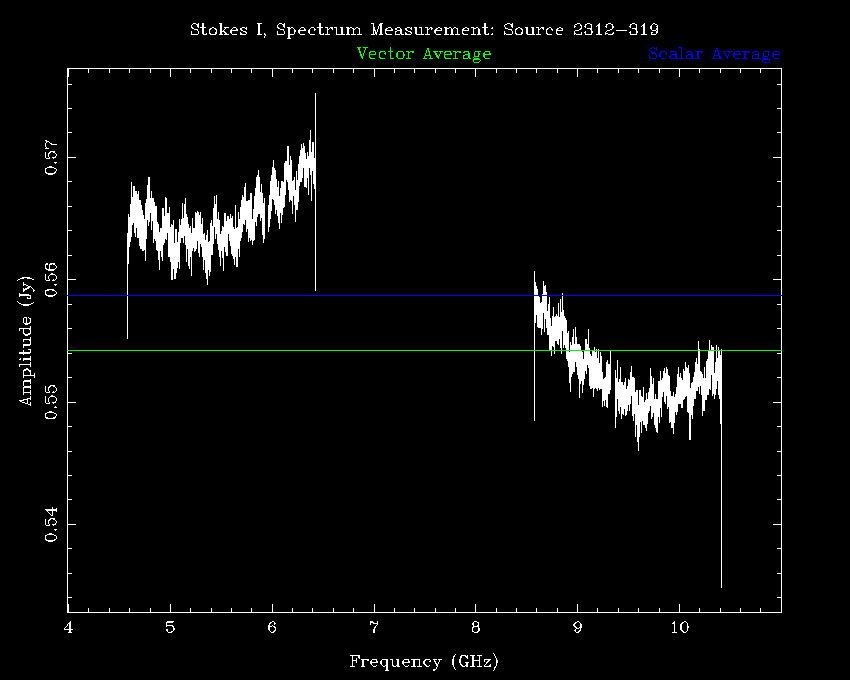 Stokes I, Spectrum Measurement: Source 2312−319
Vector Average Scalar Average
0.57
0.56
0.55
0.54
Amplitude (Jy)
4 5 6 7 8 9 10
Frequency (GHz)